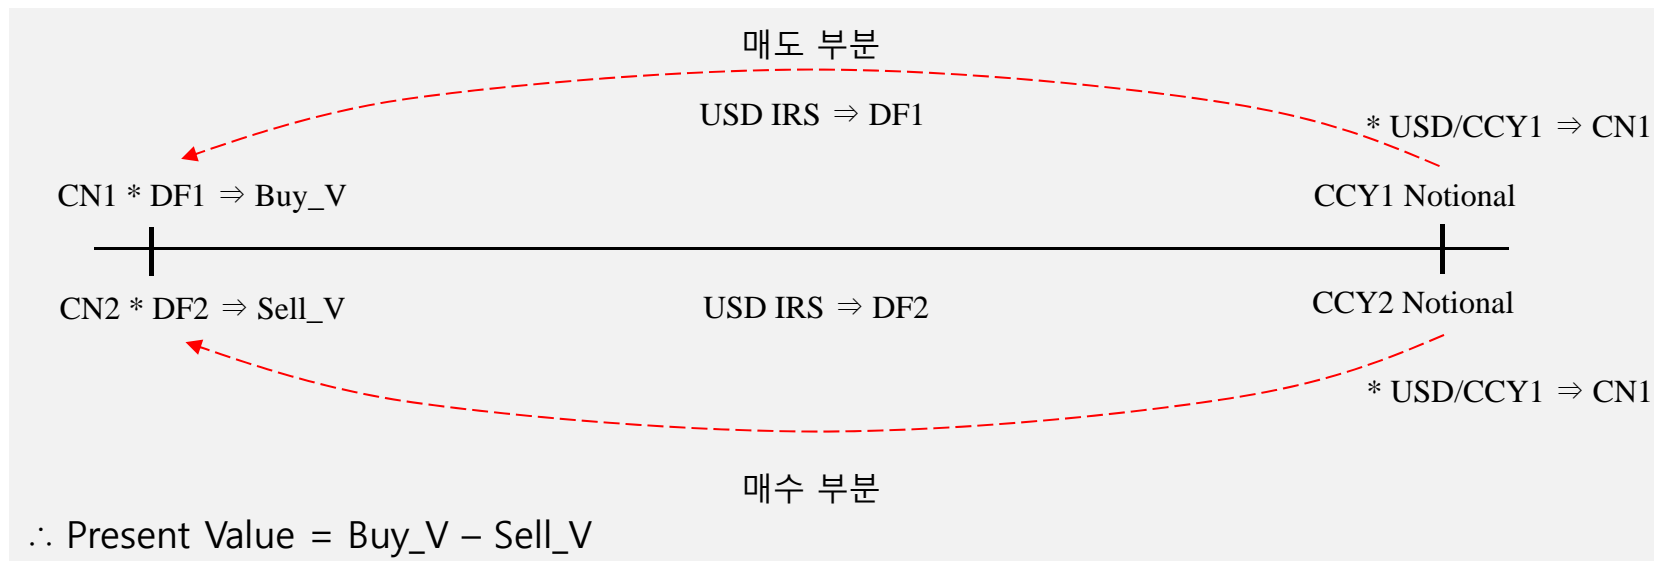 매도 부분
USD IRS ⇒ DF1
* USD/CCY1 ⇒ CN1
CN1 * DF1 ⇒ Buy_V
CCY1 Notional
CN2 * DF2 ⇒ Sell_V
USD IRS ⇒ DF2
CCY2 Notional
* USD/CCY1 ⇒ CN1
매수 부분
∴ Present Value = Buy_V – Sell_V